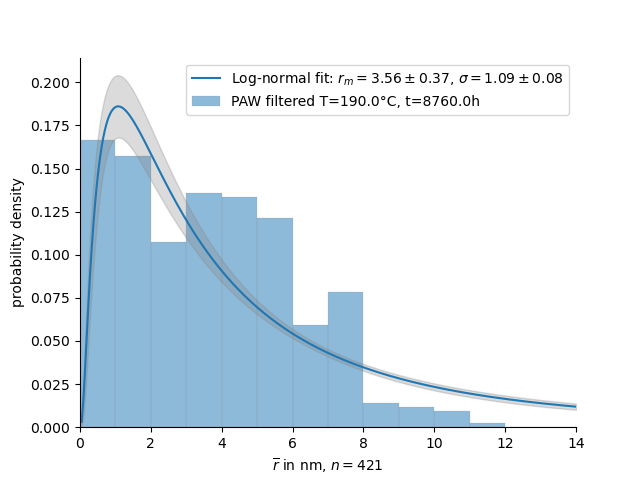 Log-normal fit: r_m = 3.56 ± 0.37, σ = 1.09 ± 0.08
PAW filtered T=190.0°C, t=8760.0h
probability density
0.200
0.175
0.150
0.125
0.100
0.075
0.050
0.025
0.000
0 2 4 6 8 10 12 14
r̅ in nm, n = 421